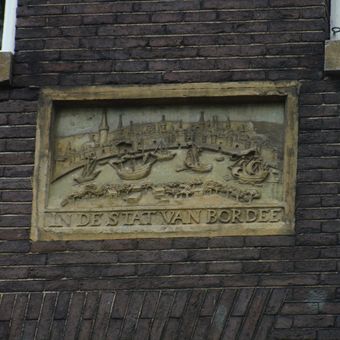 IN DE STAT VAN BORDEE